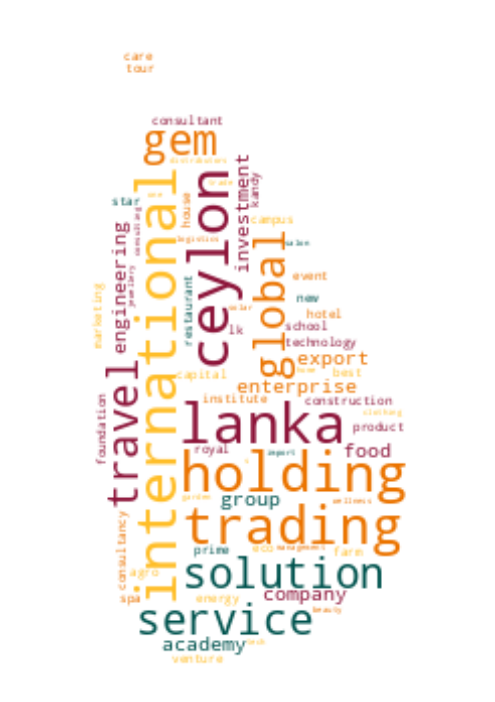 care
tour
consultant
gem
distributors
international
ceylon
trade
investment
kandy
star
house
campus
engineering
consulting
logistics
global
salon
jewellery
event
marketing
restaurant
new
solar
hotel
lk
school
technology
export
travel
capital
home
best
enterprise
foundation
institute
construction
lanka
clothing
product
royal
import
food
holding
garden
group
wellness
trading
consultancy
prime
eco
management
farm
agro
solution
spa
energy
company
service
beauty
academy
venture